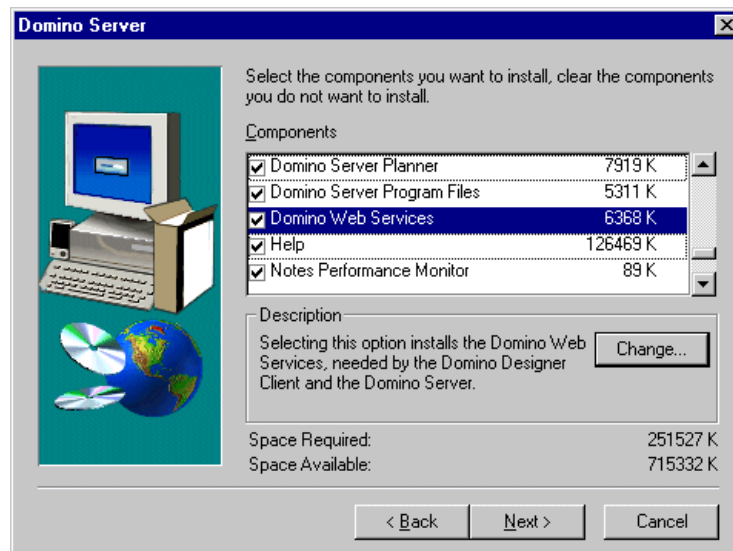 Domino Server
Select the components you want to install, clear the components
you do not want to install.
Components
Domino Server Planner 7919 K
Domino Server Program Files 5311 K
Domino Web Services 6368 K
Help 126469 K
Notes Performance Monitor 89 K
Description
Selecting this option installs the Domino Web
Services, needed by the Domino Designer
Client and the Domino Server.
Change...
Space Required: 251527 K
Space Available: 715332 K
< Back Next > Cancel